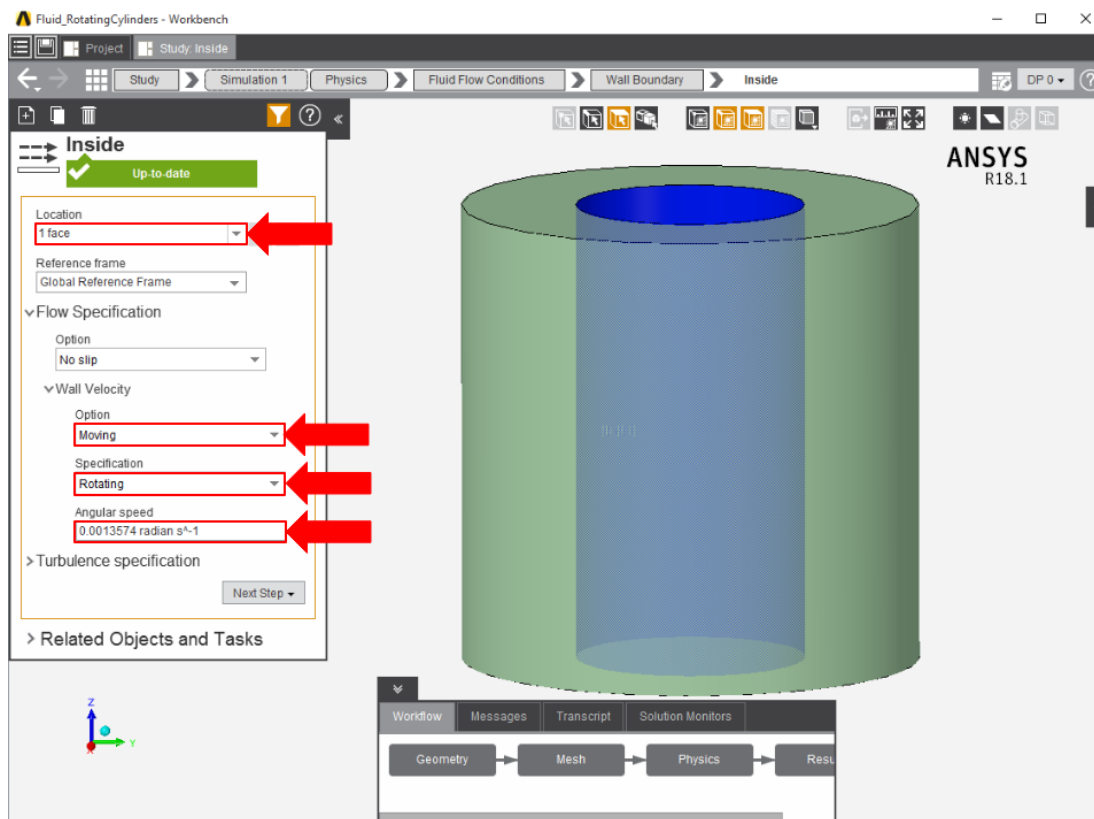 Fluid_RotatingCylinders - Workbench
Project
Study: Inside
Study
Simulation 1
Physics
Fluid Flow Conditions
Wall Boundary
Inside
DP 0
Inside
Up-to-date
Location
1 face
Reference frame
Global Reference Frame
Flow Specification
Option
No slip
Wall Velocity
Option
Moving
Specification
Rotating
Angular speed
0.0013574 radian s^-1
Turbulence specification
Next Step
Related Objects and Tasks
ANSYS
R18.1
Z
Y
X
Workflow
Messages
Transcript
Solution Monitors
Geometry
Mesh
Physics
Resu